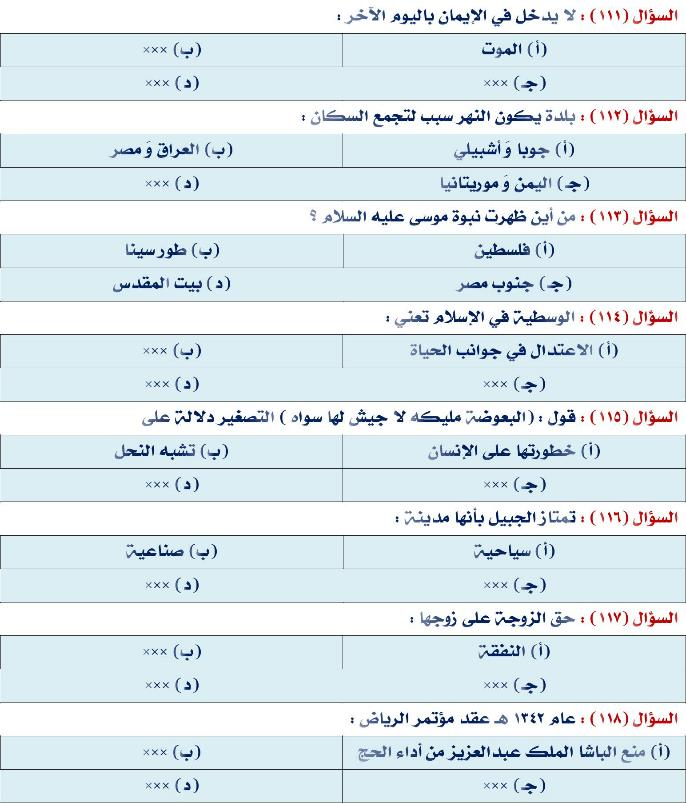 السؤال (١١١) : لا يدخل في الإيمان باليوم الآخر :
(أ) الموت (ب) ×××
(جـ) ××× (د) ×××
السؤال (١١٢) : بلدة يكون النهر سبب لتجمع السكان :
(أ) جوبا وَ أشبيلي (ب) العراق وَ مصر
(جـ) اليمن وَ موريتانيا (د) ×××
السؤال (١١٣) : من أين ظهرت نبوة موسى عليه السلام ؟
(أ) فلسطين (ب) طور سينا
(جـ) جنوب مصر (د) بيت المقدس
السؤال (١١٤) : الوسطية في الإسلام تعني :
(أ) الاعتدال في جوانب الحياة (ب) ×××
(جـ) ××× (د) ×××
السؤال (١١٥) : قول : (البعوضة مليكه لا جيش لها سواه ) التصغير دلالة على
(أ) خطورتها على الإنسان (ب) تشبه النحل
(جـ) ××× (د) ×××
السؤال (١١٦) : تمتاز الجبيل بأنها مدينة :
(أ) سياحية (ب) صناعية
(جـ) ××× (د) ×××
السؤال (١١٧) : حق الزوجة على زوجها :
(أ) النفقة (ب) ×××
(جـ) ××× (د) ×××
السؤال (١١٨) : عام ١٣٤٢ هـ عقد مؤتمر الرياض :
(أ) منع الباشا الملك عبدالعزيز من أداء الحج (ب) ×××
(جـ) ××× (د) ×××